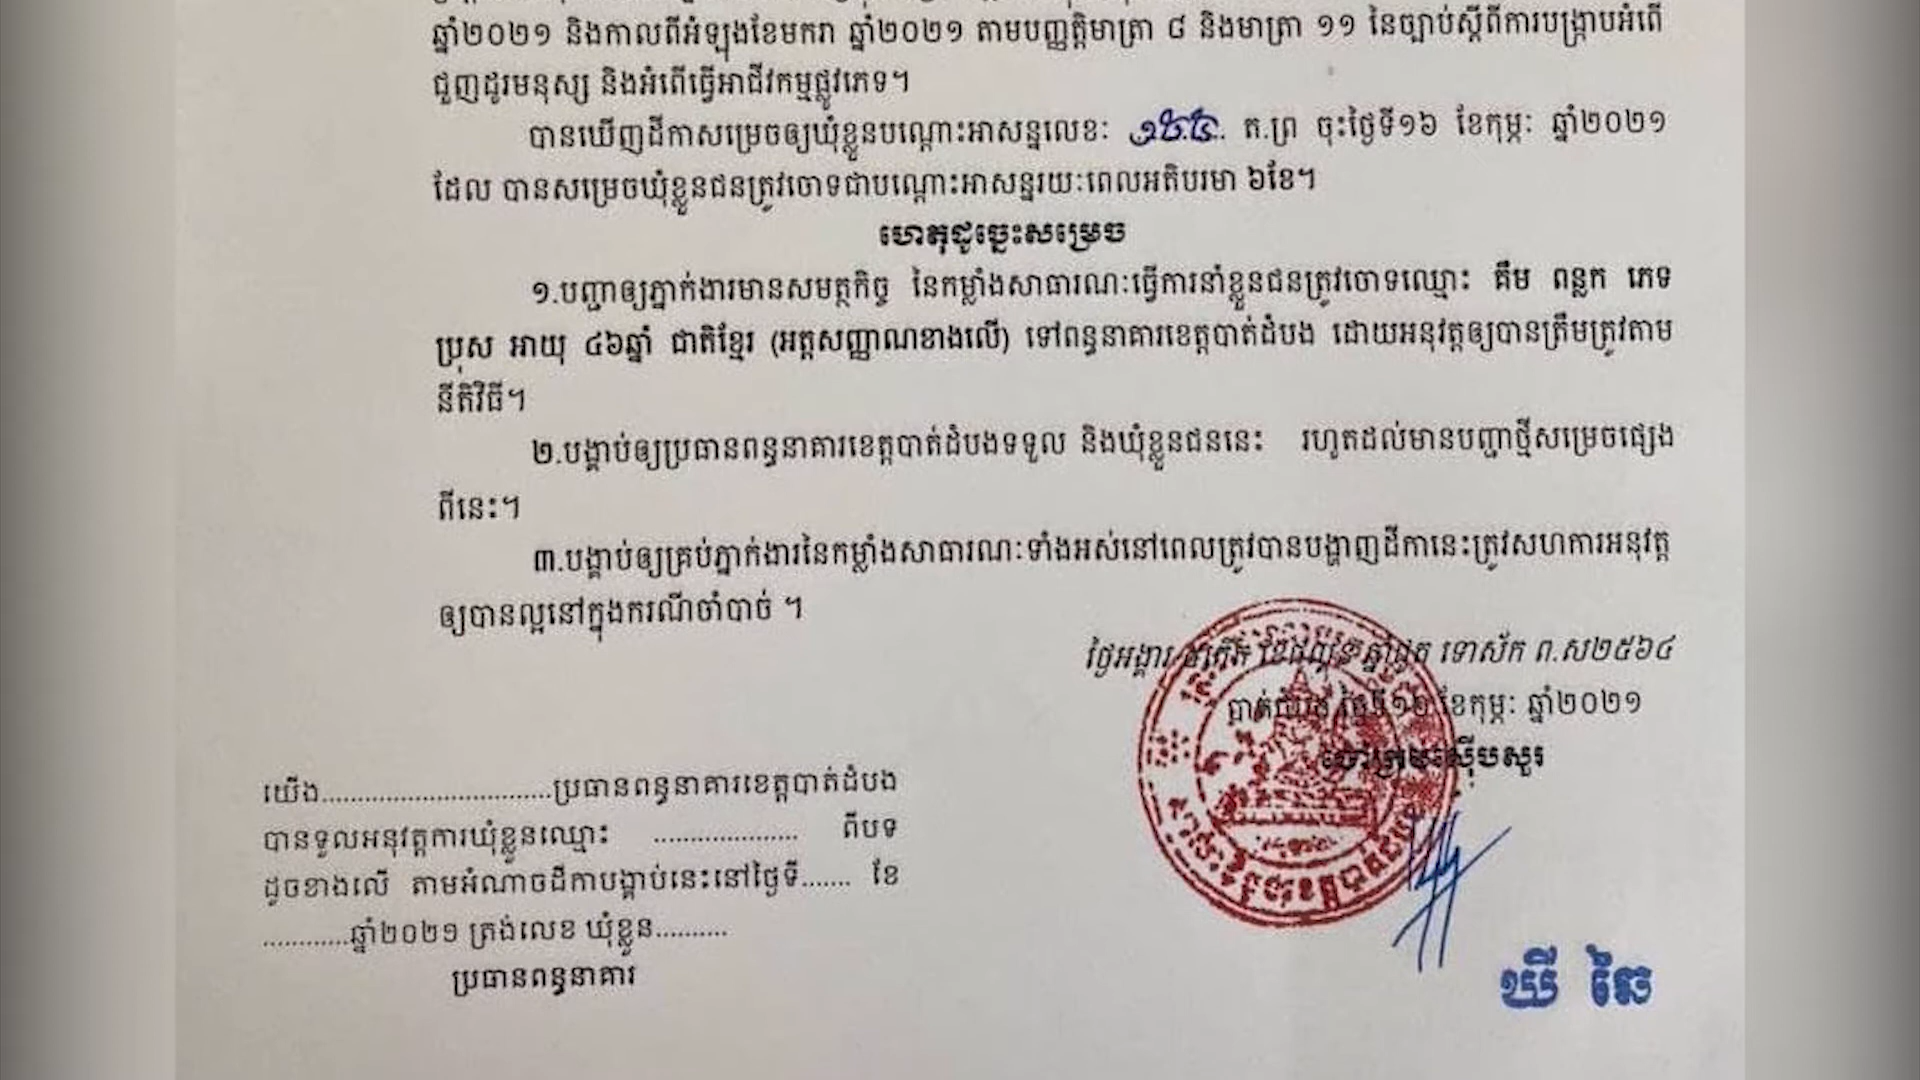 ឆ្នាំ២០២១ និងកាលពីអំឡុងខែមករា ឆ្នាំ២០២១ តាមបញ្ញត្តិមាត្រា ៨ និងមាត្រា ១១ នៃច្បាប់ស្តីពីការបង្ក្រាបអំពើ
ជួញដូរមនុស្ស និងអំពើធ្វើអាជីវកម្មផ្លូវភេទ។
បានឃើញដីកាសម្រេចឲ្យឃុំខ្លួនបណ្តោះអាសន្នលេខៈ ត.ព្រ ចុះថ្ងៃទី១៦ ខែកុម្ភៈ ឆ្នាំ២០២១
ដែល បានសម្រេចឃុំខ្លួនជនត្រូវចោទជាបណ្តោះអាសន្នរយៈពេលអតិបរមា ៦ខែ។
ហេតុដូច្នេះសម្រេច
១.បញ្ជាឲ្យភ្នាក់ងារមានសមត្ថកិច្ច នៃកម្លាំងសាធារណៈធ្វើការនាំខ្លួនជនត្រូវចោទឈ្មោះ គឹម ពន្លក ភេទ
ប្រុស អាយុ ៤៦ឆ្នាំ ជាតិខ្មែរ (អត្តសញ្ញាណខាងលើ) ទៅពន្ធនាគារខេត្តបាត់ដំបង ដោយអនុវត្តឲ្យបានត្រឹមត្រូវតាម
នីតិវិធី។
២.បង្គាប់ឲ្យប្រធានពន្ធនាគារខេត្តបាត់ដំបងទទួល និងឃុំខ្លួនជននេះ រហូតដល់មានបញ្ជាថ្មីសម្រេចផ្សេង
ពីនេះ។
៣.បង្គាប់ឲ្យគ្រប់ភ្នាក់ងារនៃកម្លាំងសាធារណៈទាំងអស់នៅពេលត្រូវបានបង្ហាញដីកានេះត្រូវសហការអនុវត្ត
ឲ្យបានល្អនៅក្នុងករណីចាំបាច់ ។
ថ្ងៃអង្គារ ឆ្នាំជូត ទោស័ក ព.ស២៥៦៤
បាត់ដំបង ថ្ងៃទី១៦ ខែកុម្ភៈ ឆ្នាំ២០២១
ចៅក្រមស៊ើបសួរ
យើង................................ប្រធានពន្ធនាគារខេត្តបាត់ដំបង
បានទួលអនុវត្តការឃុំខ្លួនឈ្មោះ .................... ពីបទ
ដូចខាងលើ តាមអំណាចដីកាបង្គាប់នេះនៅថ្ងៃទី....... ខែ
............ឆ្នាំ២០២១ ត្រង់លេខ ឃុំខ្លួន..........
ប្រធានពន្ធនាគារ
ឃី ឆៃ